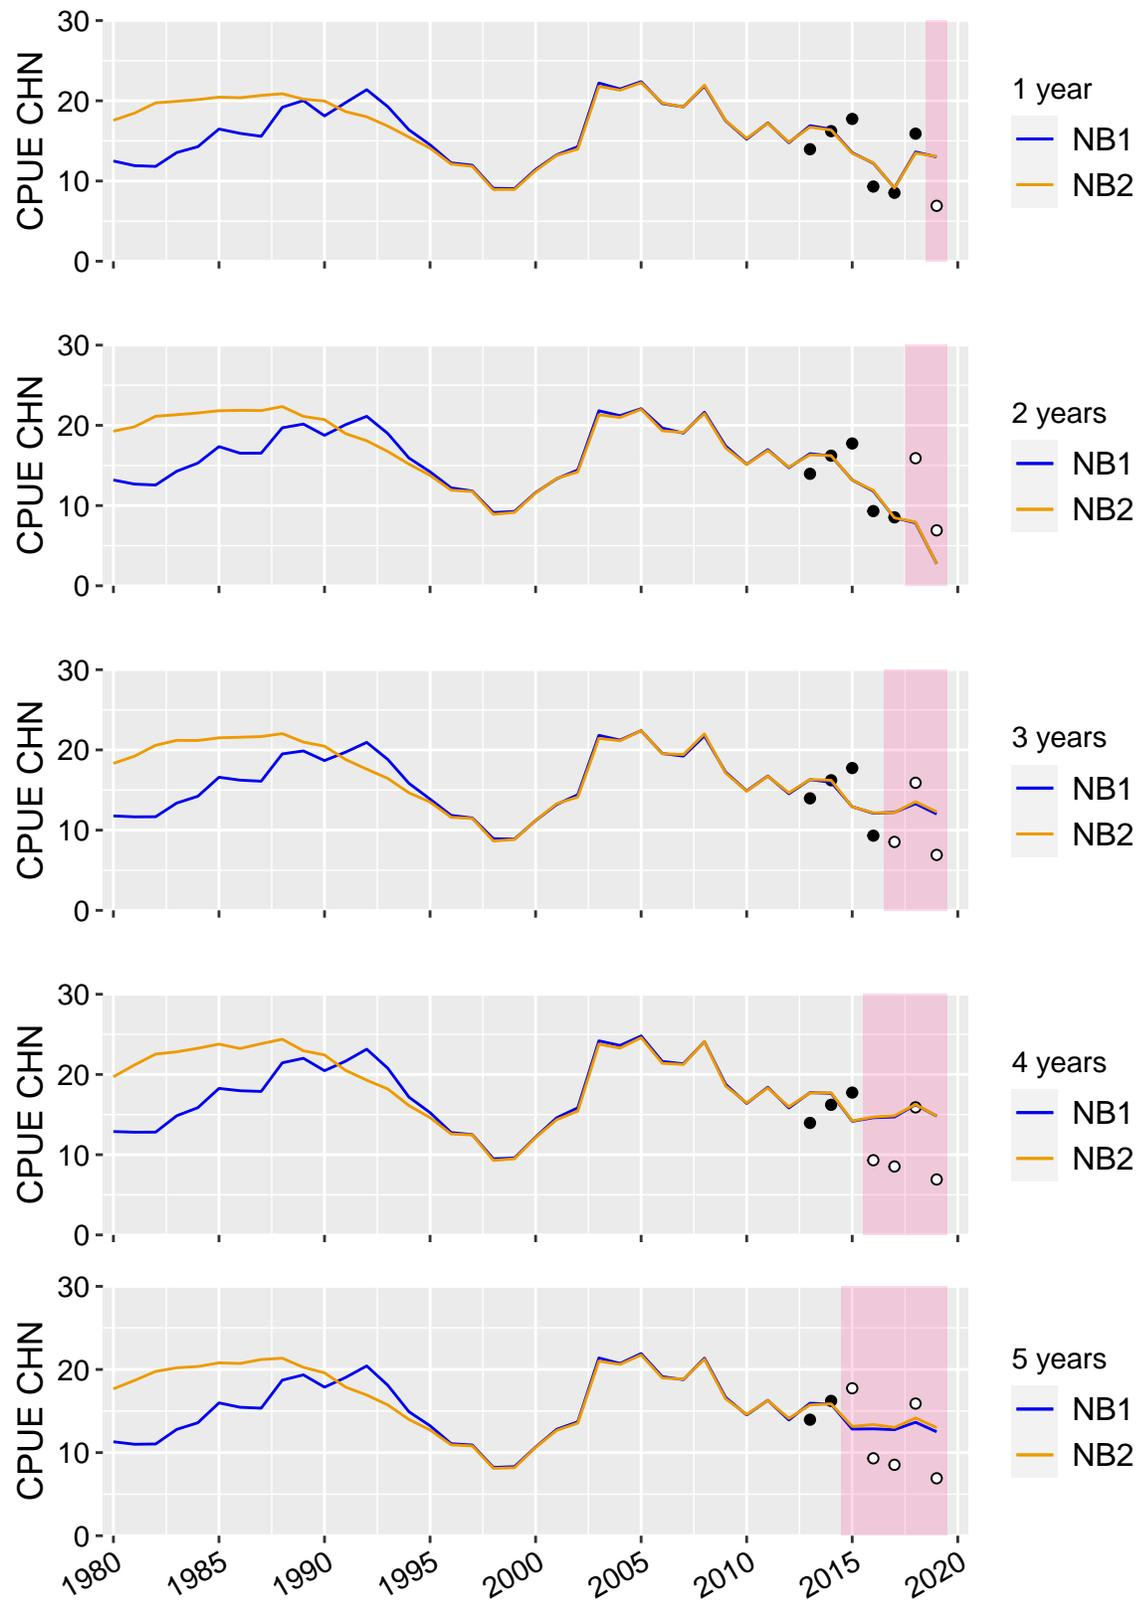 30
20
10
0
CPUE CHN
1 year
NB1
NB2
30
20
10
0
CPUE CHN
2 years
NB1
NB2
30
20
10
0
CPUE CHN
3 years
NB1
NB2
30
20
10
0
CPUE CHN
4 years
NB1
NB2
30
20
10
0
CPUE CHN
5 years
NB1
NB2
1980 1985 1990 1995 2000 2005 2010 2015 2020